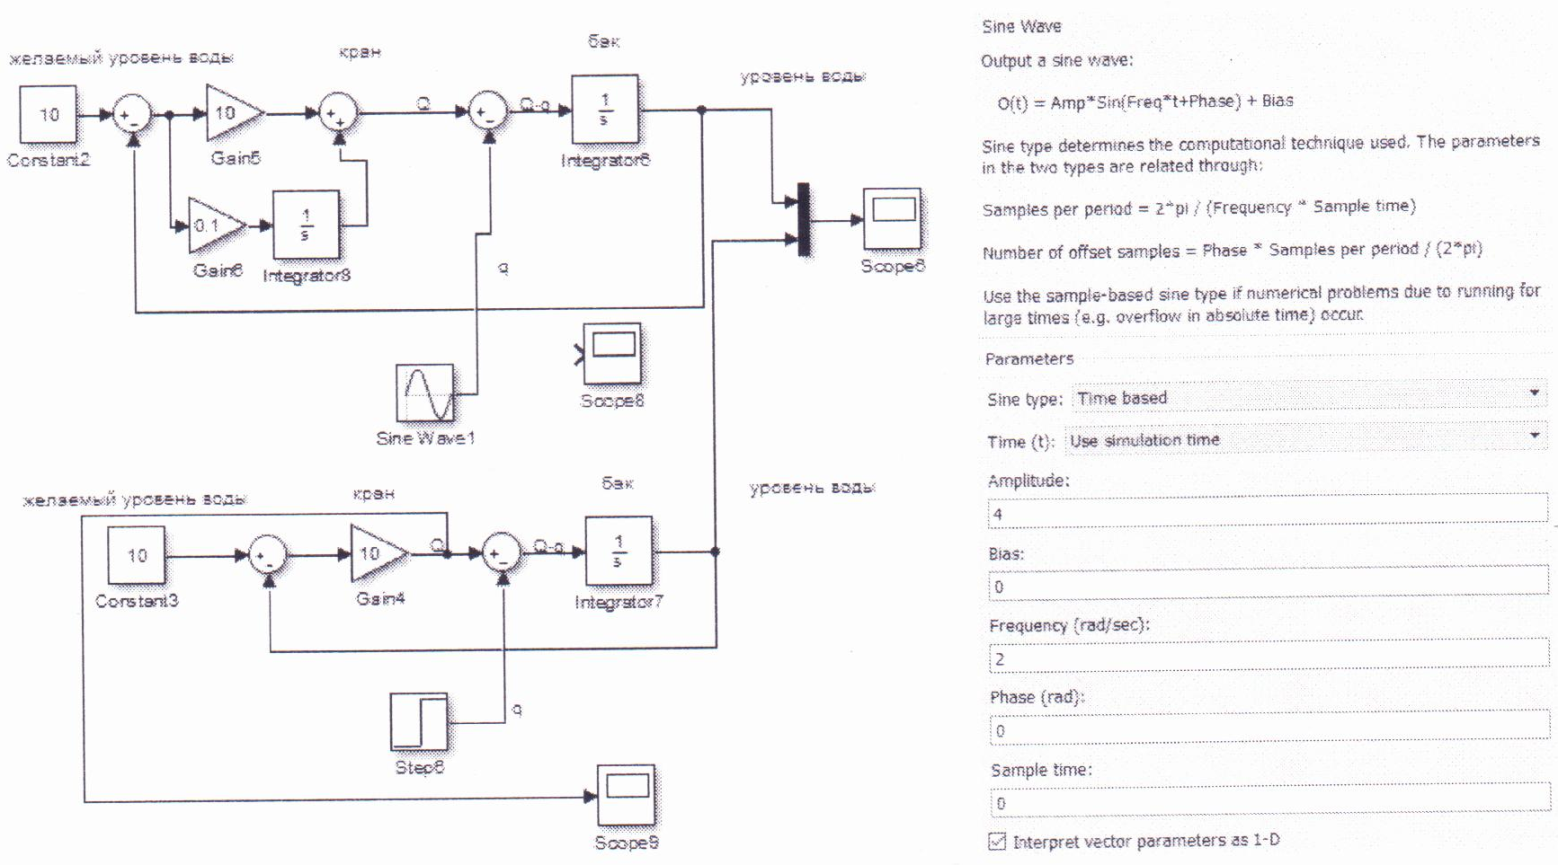 желаемый уровень воды
кран
бак
уровень воды
10
+
-
10
+
+
Q
+
-
Q-q
1
s
Constant2
Gain5
Integrator6
0.1
1
s
Gain6
Integrator8
q
Scope6
Scope8
Sine Wave1
желаемый уровень воды
кран
бак
уровень воды
10
+
-
10
Q
+
-
Q-q
1
s
Constant3
Gain4
Integrator7
q
Step6
Scope9
Sine Wave
Output a sine wave:
O(t) = Amp*Sin(Freq*t+Phase) + Bias
Sine type determines the computational technique used. The parameters
in the two types are related through:
Samples per period = 2*pi / (Frequency * Sample time)
Number of offset samples = Phase * Samples per period / (2*pi)
Use the sample-based sine type if numerical problems due to running for
large times (e.g. overflow in absolute time) occur.
Parameters
Sine type: Time based
Time (t): Use simulation time
Amplitude:
4
Bias:
0
Frequency (rad/sec):
2
Phase (rad):
0
Sample time:
0
Interpret vector parameters as 1-D